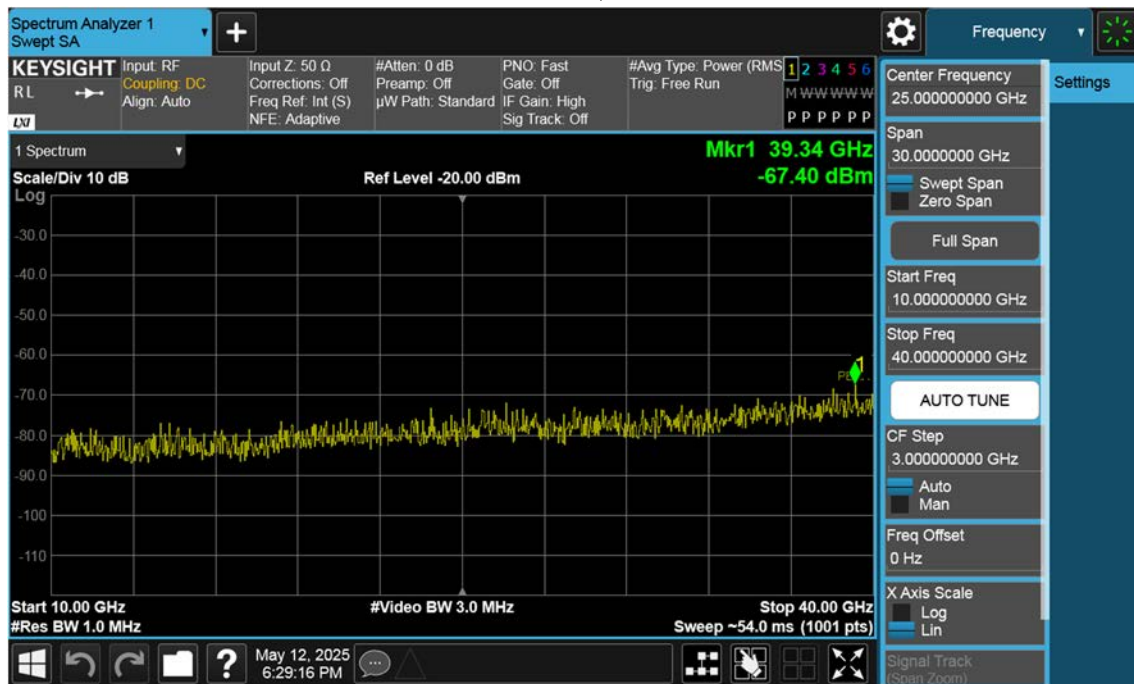 Spectrum Analyzer 1
Swept SA
+
Frequency
KEYSIGHT
RL
LXI
Input: RF
Coupling: DC
Align: Auto
Input Z: 50 Ω
Corrections: Off
Freq Ref: Int (S)
NFE: Adaptive
#Atten: 0 dB
Preamp: Off
µW Path: Standard
PNO: Fast
Gate: Off
IF Gain: High
Sig Track: Off
#Avg Type: Power (RMS
Trig: Free Run
1 2 3 4 5 6
M W W W W W
P P P P P P
1 Spectrum
Scale/Div 10 dB
Ref Level -20.00 dBm
Mkr1 39.34 GHz
-67.40 dBm
Log
-30.0
-40.0
-50.0
-60.0
-70.0
-80.0
-90.0
-100
-110
1
Start 10.00 GHz
#Res BW 1.0 MHz
#Video BW 3.0 MHz
Stop 40.00 GHz
Sweep ~54.0 ms (1001 pts)
?
May 12, 2025
6:29:16 PM
Center Frequency
25.000000000 GHz
Settings
Span
30.0000000 GHz
Swept Span
Zero Span
Full Span
Start Freq
10.000000000 GHz
Stop Freq
40.000000000 GHz
AUTO TUNE
CF Step
3.000000000 GHz
Auto
Man
Freq Offset
0 Hz
X Axis Scale
Log
Lin
Signal Track
(Span Zoom)